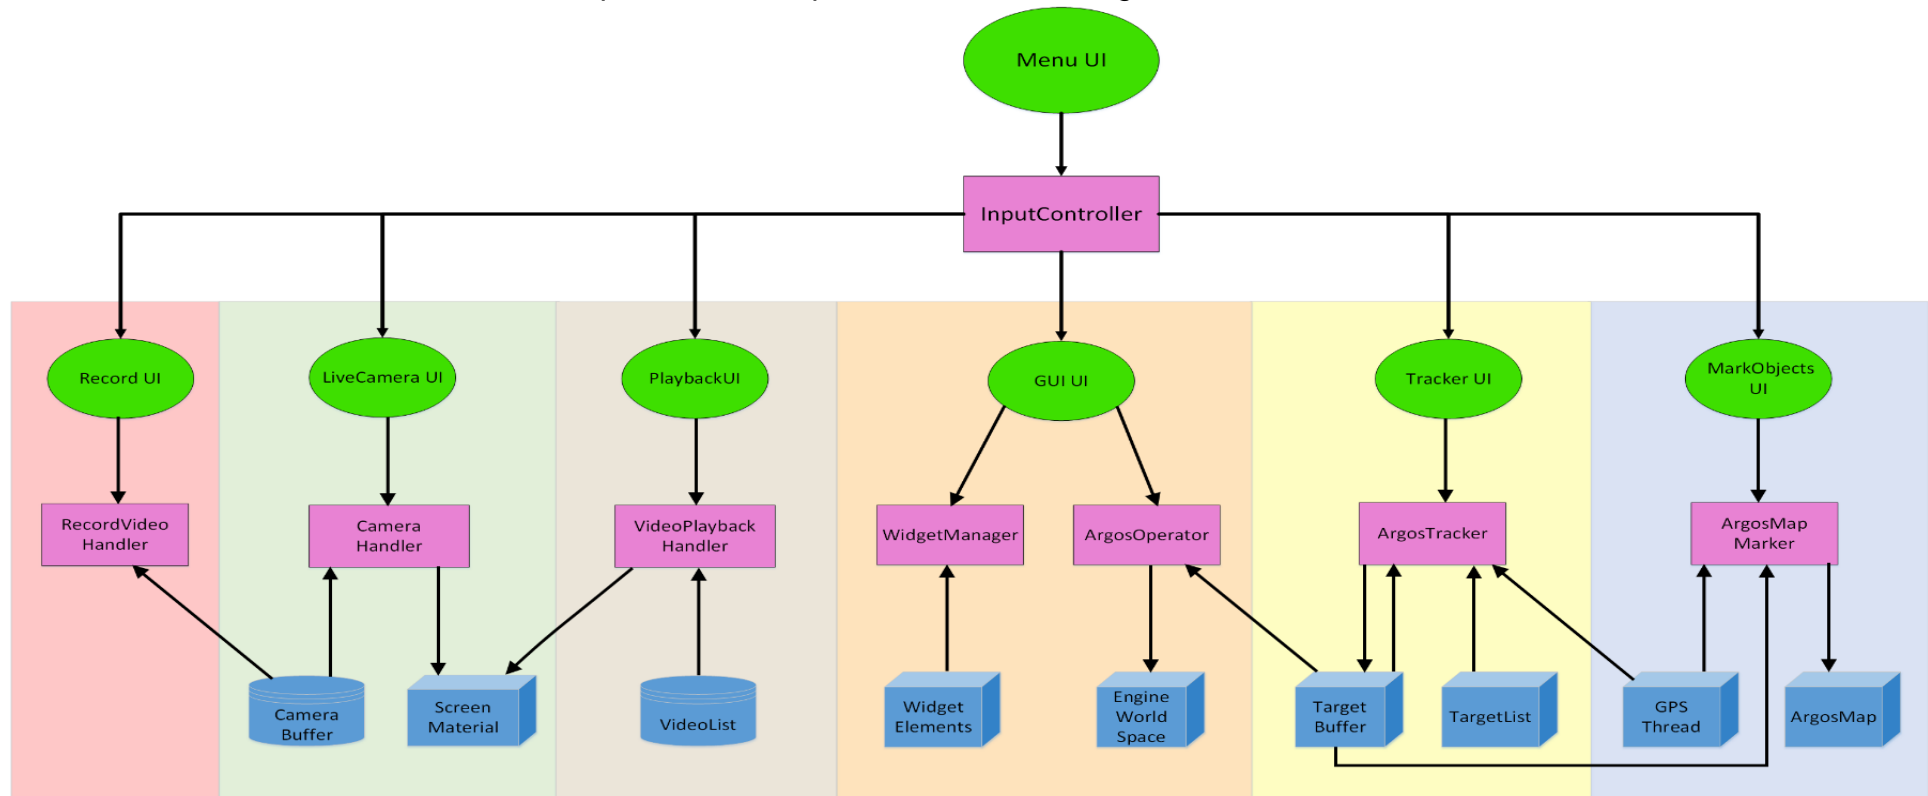 Menu UI
InputController
Record UI
LiveCamera UI
PlaybackUI
GUI UI
Tracker UI
MarkObjects
UI
RecordVideo
Handler
Camera
Handler
VideoPlayback
Handler
WidgetManager
ArgosOperator
ArgosTracker
ArgosMap
Marker
Camera
Buffer
Screen
Material
VideoList
Widget
Elements
Engine
World
Space
Target
Buffer
TargetList
GPS
Thread
ArgosMap